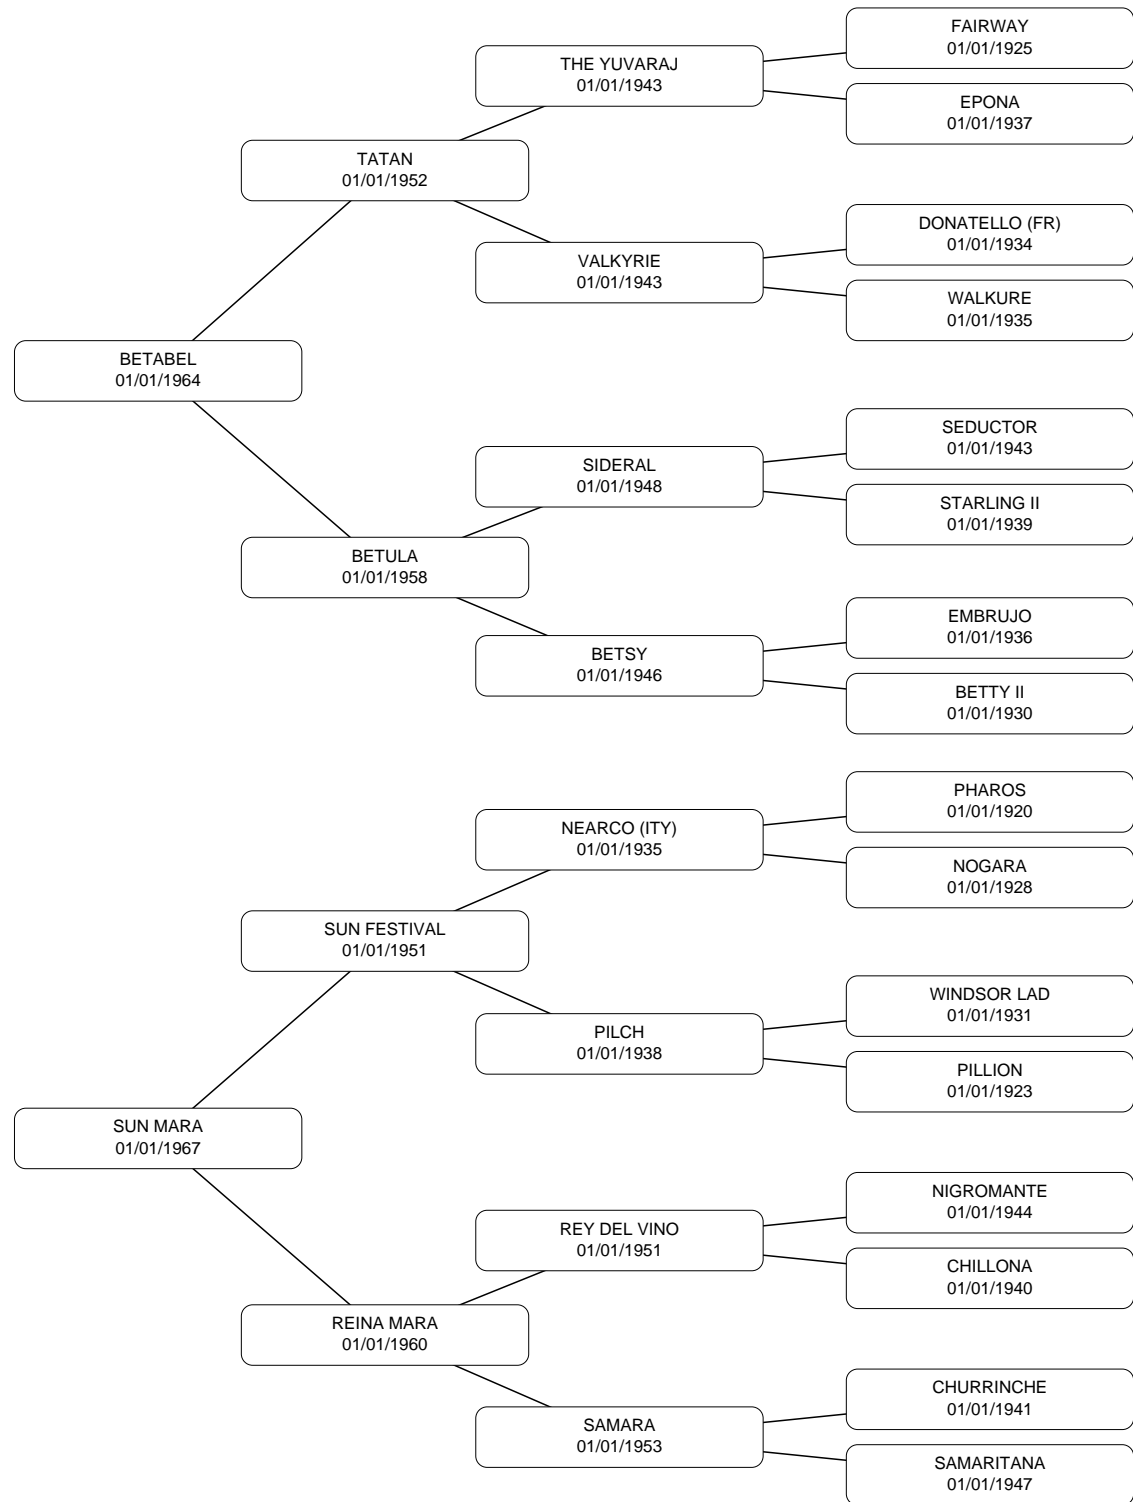 FAIRWAY
01/01/1925
THE YUVARAJ
01/01/1943
EPONA
01/01/1937
TATAN
01/01/1952
DONATELLO (FR)
01/01/1934
VALKYRIE
01/01/1943
WALKURE
01/01/1935
BETABEL
01/01/1964
SEDUCTOR
01/01/1943
SIDERAL
01/01/1948
STARLING II
01/01/1939
BETULA
01/01/1958
EMBRUJO
01/01/1936
BETSY
01/01/1946
BETTY II
01/01/1930
PHAROS
01/01/1920
NEARCO (ITY)
01/01/1935
NOGARA
01/01/1928
SUN FESTIVAL
01/01/1951
WINDSOR LAD
01/01/1931
PILCH
01/01/1938
PILLION
01/01/1923
SUN MARA
01/01/1967
NIGROMANTE
01/01/1944
REY DEL VINO
01/01/1951
CHILLONA
01/01/1940
REINA MARA
01/01/1960
CHURRINCHE
01/01/1941
SAMARA
01/01/1953
SAMARITANA
01/01/1947